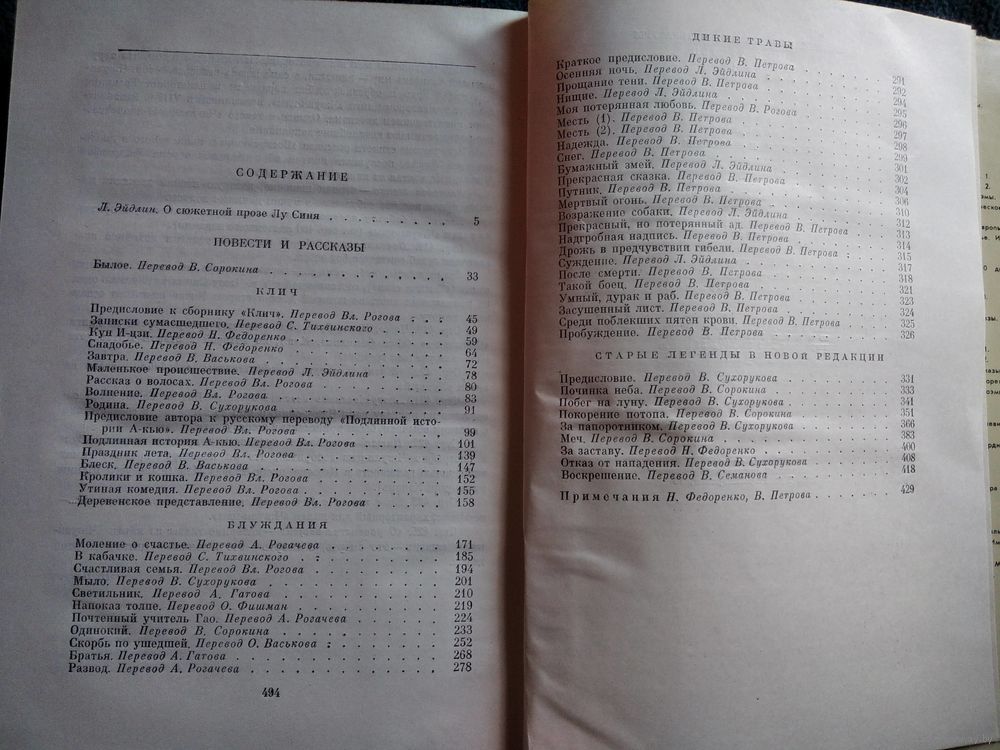 СОДЕРЖАНИЕ
Л. Эйдлин. О сюжетной прозе Лу Синя . . . . . . . . . . 5
ПОВЕСТИ И РАССКАЗЫ
Былое. Перевод В. Сорокина . . . . . . . . . . 33
КЛИЧ
Предисловие к сборнику «Клич». Перевод Вл. Рогова . . . 45
Записки сумасшедшего. Перевод С. Тихвинского . . . . 49
Кун И-цзи. Перевод Н. Федоренко . . . . . . . . 59
Снадобье. Перевод Н. Федоренко . . . . . . . . 64
Завтра. Перевод В. Васькова . . . . . . . . 72
Маленькое происшествие. Перевод Л. Эйдлина . . . . 78
Рассказ о волосах. Перевод Вл. Рогова . . . . . . 80
Волнение. Перевод Вл. Рогова . . . . . . . . 83
Родина. Перевод В. Сухорукова . . . . . . . . 91
Предисловие автора к русскому переводу «Подлинной исто-
рии А-кью». Перевод Вл. Рогова . . . . . . . . 99
Подлинная история А-кью. Перевод Вл. Рогова . . . . 101
Праздник лета. Перевод Вл. Рогова . . . . . . . 139
Блеск. Перевод В. Васькова . . . . . . . . 147
Кролики и кошка. Перевод Вл. Рогова . . . . . . 152
Утиная комедия. Перевод Вл. Рогова . . . . . . 155
Деревенское представление. Перевод Вл. Рогова . . . . 158
БЛУЖДАНИЯ
Моление о счастье. Перевод А. Рогачева . . . . . . 171
В кабачке. Перевод С. Тихвинского . . . . . . . 185
Счастливая семья. Перевод Вл. Рогова . . . . . . 194
Мыло. Перевод В. Сухорукова . . . . . . . . 201
Светильник. Перевод А. Гатова . . . . . . . . 210
Напоказ толпе. Перевод О. Фишман . . . . . . . 219
Почтенный учитель Гао. Перевод А. Рогачева . . . . . 224
Одинокий. Перевод В. Сорокина . . . . . . . . 233
Скорбь по ушедшей. Перевод О. Васькова . . . . . . 252
Братья. Перевод А. Гатова . . . . . . . . . 268
Развод. Перевод А. Рогачева . . . . . . . . . 278
494
ДИКИЕ ТРАВЫ
Краткое предисловие. Перевод В. Петрова . . . . . . 291
Осенняя ночь. Перевод Л. Эйдлина . . . . . . . 292
Прощание тени. Перевод В. Петрова . . . . . . . 294
Нищие. Перевод Л. Эйдлина . . . . . . . . 295
Моя потерянная любовь. Перевод В. Рогова . . . . . 296
Месть (1). Перевод В. Петрова . . . . . . . . 297
Месть (2). Перевод В. Петрова . . . . . . . . 298
Надежда. Перевод В. Петрова . . . . . . . . 299
Снег. Перевод В. Петрова . . . . . . . . . 301
Бумажный змей. Перевод Л. Эйдлина . . . . . . . 302
Прекрасная сказка. Перевод В. Петрова . . . . . . 304
Путник. Перевод В. Петрова . . . . . . . . 306
Мертвый огонь. Перевод В. Петрова . . . . . . . 310
Возражение собаки. Перевод Л. Эйдлина . . . . . . 312
Прекрасный, но потерянный ад. Перевод В. Петрова . . . 313
Надгробная надпись. Перевод В. Петрова . . . . . . 314
Дрожь в предчувствии гибели. Перевод В. Петрова . . . 315
Суждение. Перевод Л. Эйдлина . . . . . . . . 317
После смерти. Перевод В. Петрова . . . . . . . 318
Такой боец. Перевод В. Петрова . . . . . . . . 321
Умный, дурак и раб. Перевод В. Петрова . . . . . . 323
Засушенный лист. Перевод В. Петрова . . . . . . . 324
Среди поблекших пятен крови. Перевод В. Петрова . . . 325
Пробуждение. Перевод В. Петрова . . . . . . . 326
СТАРЫЕ ЛЕГЕНДЫ В НОВОЙ РЕДАКЦИИ
Предисловие. Перевод В. Сухорукова . . . . . . . 331
Починка неба. Перевод В. Сорокина . . . . . . . 333
Побег на луну. Перевод В. Сухорукова . . . . . . 341
Покорение потопа. Перевод В. Сорокина . . . . . . 351
За папоротником. Перевод В. Сухорукова . . . . . . 366
Меч. Перевод В. Сорокина . . . . . . . . . 383
За заставу. Перевод Н. Федоренко . . . . . . . 400
Отказ от нападения. Перевод В. Сухорукова . . . . . 408
Воскрешение. Перевод В. Семанова . . . . . . . 418
Примечания Н. Федоренко, В. Петрова . . . . . . . 429